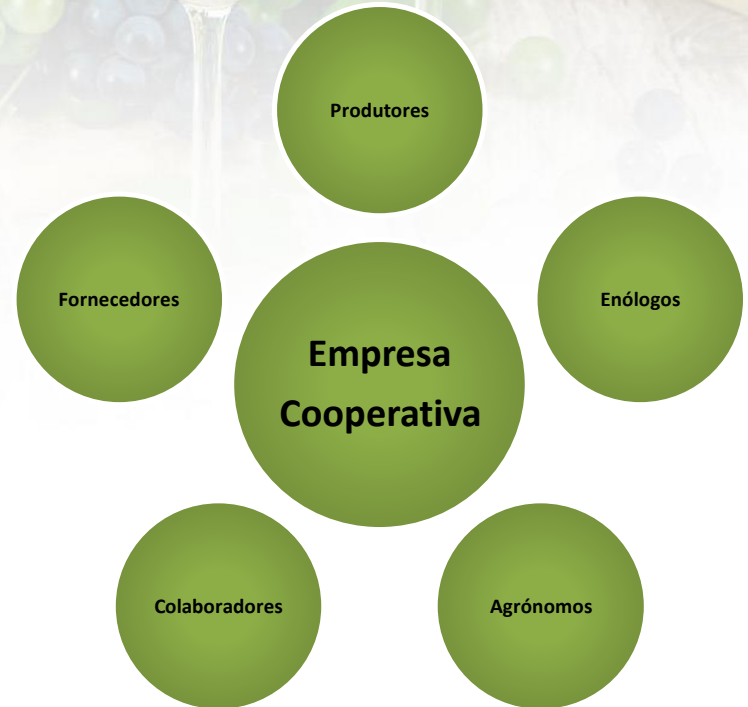 Produtores
Fornecedores
Enólogos
Empresa
Cooperativa
Colaboradores
Agrónomos